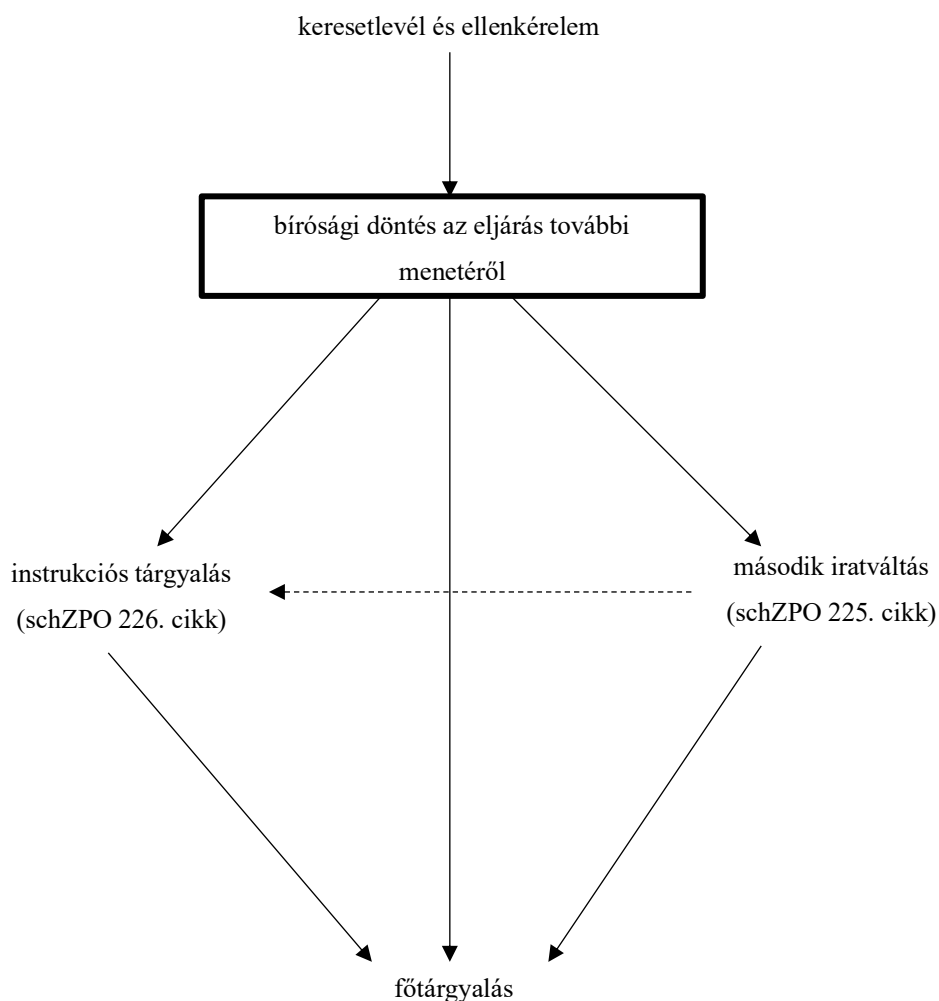 keresetlevél és ellenkérelem
bírósági döntés az eljárás további
menetéről
instrukciós tárgyalás
(schZPO 226. cikk)
második iratváltás
(schZPO 225. cikk)
főtárgyalás